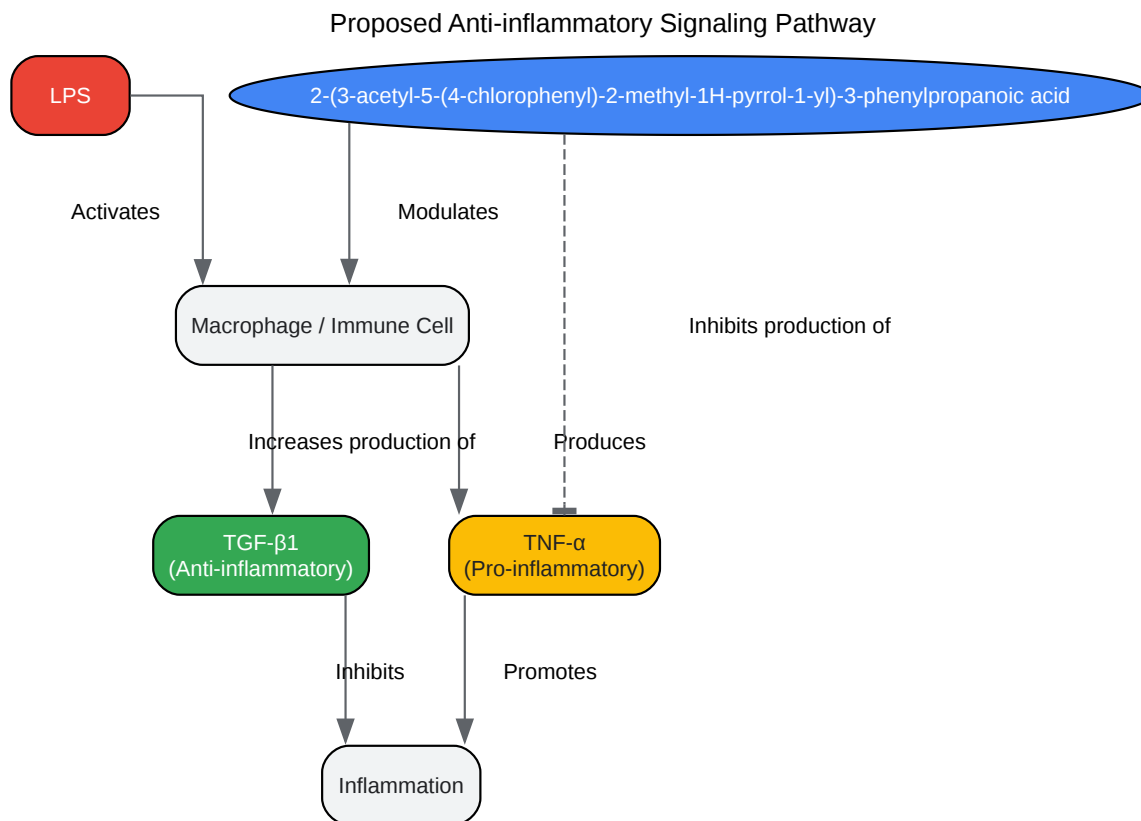 Proposed Anti-inflammatory Signaling Pathway
LPS
2-(3-acetyl-5-(4-chlorophenyl)-2-methyl-1H-pyrrol-1-yl)-3-phenylpropanoic acid
Activates
Modulates
Macrophage / Immune Cell
Inhibits production of
Increases production of
Produces
TGF-β1
(Anti-inflammatory)
TNF-α
(Pro-inflammatory)
Inhibits
Promotes
Inflammation